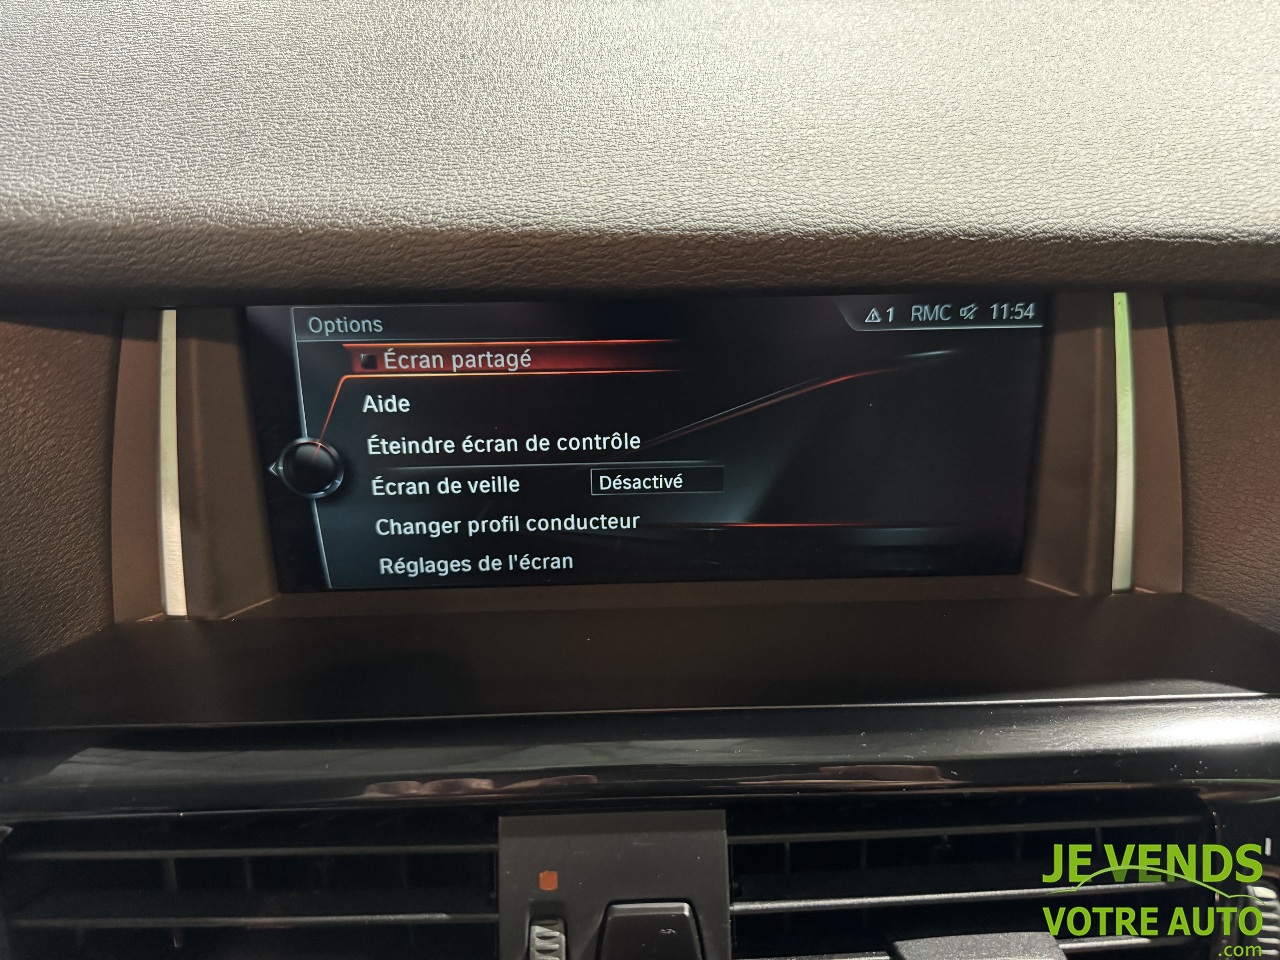 Options
1 RMC 11:54
Écran partagé
Aide
Éteindre écran de contrôle
Écran de veille Désactivé
Changer profil conducteur
Réglages de l'écran
JE VENDS
VOTRE AUTO
.com